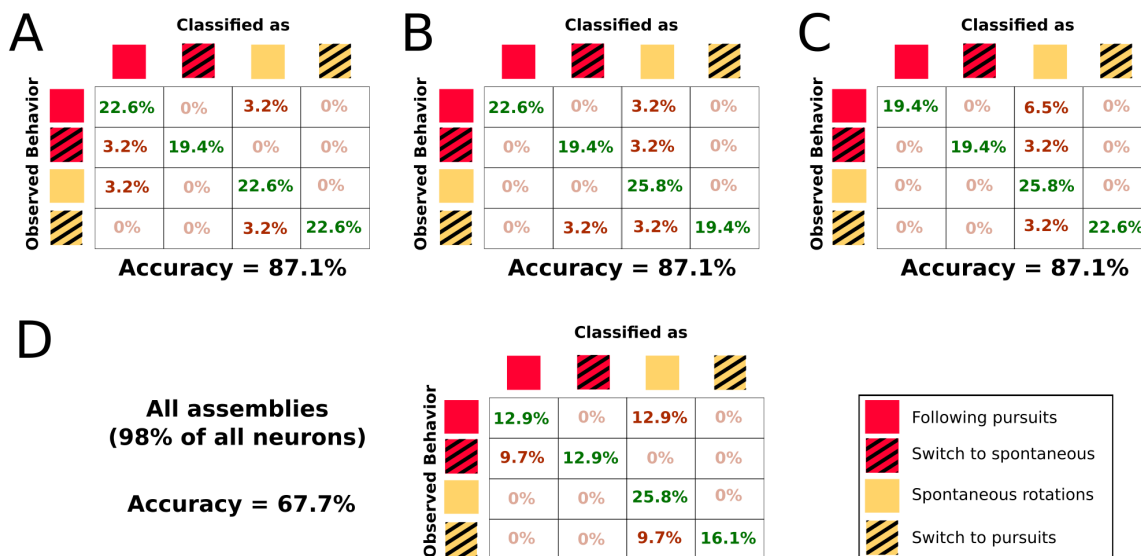 A
Classified as
Observed Behavior
22.6% 0% 3.2% 0%
3.2% 19.4% 0% 0%
3.2% 0% 22.6% 0%
0% 0% 3.2% 22.6%
Accuracy = 87.1%
B
Classified as
Observed Behavior
22.6% 0% 3.2% 0%
0% 19.4% 3.2% 0%
0% 0% 25.8% 0%
0% 3.2% 3.2% 19.4%
Accuracy = 87.1%
C
Classified as
Observed Behavior
19.4% 0% 6.5% 0%
0% 19.4% 3.2% 0%
0% 0% 25.8% 0%
0% 0% 3.2% 22.6%
Accuracy = 87.1%
D
All assemblies
(98% of all neurons)
Accuracy = 67.7%
Classified as
Observed Behavior
12.9% 0% 12.9% 0%
9.7% 12.9% 0% 0%
0% 0% 25.8% 0%
0% 0% 9.7% 16.1%
Following pursuits
Switch to spontaneous
Spontaneous rotations
Switch to pursuits